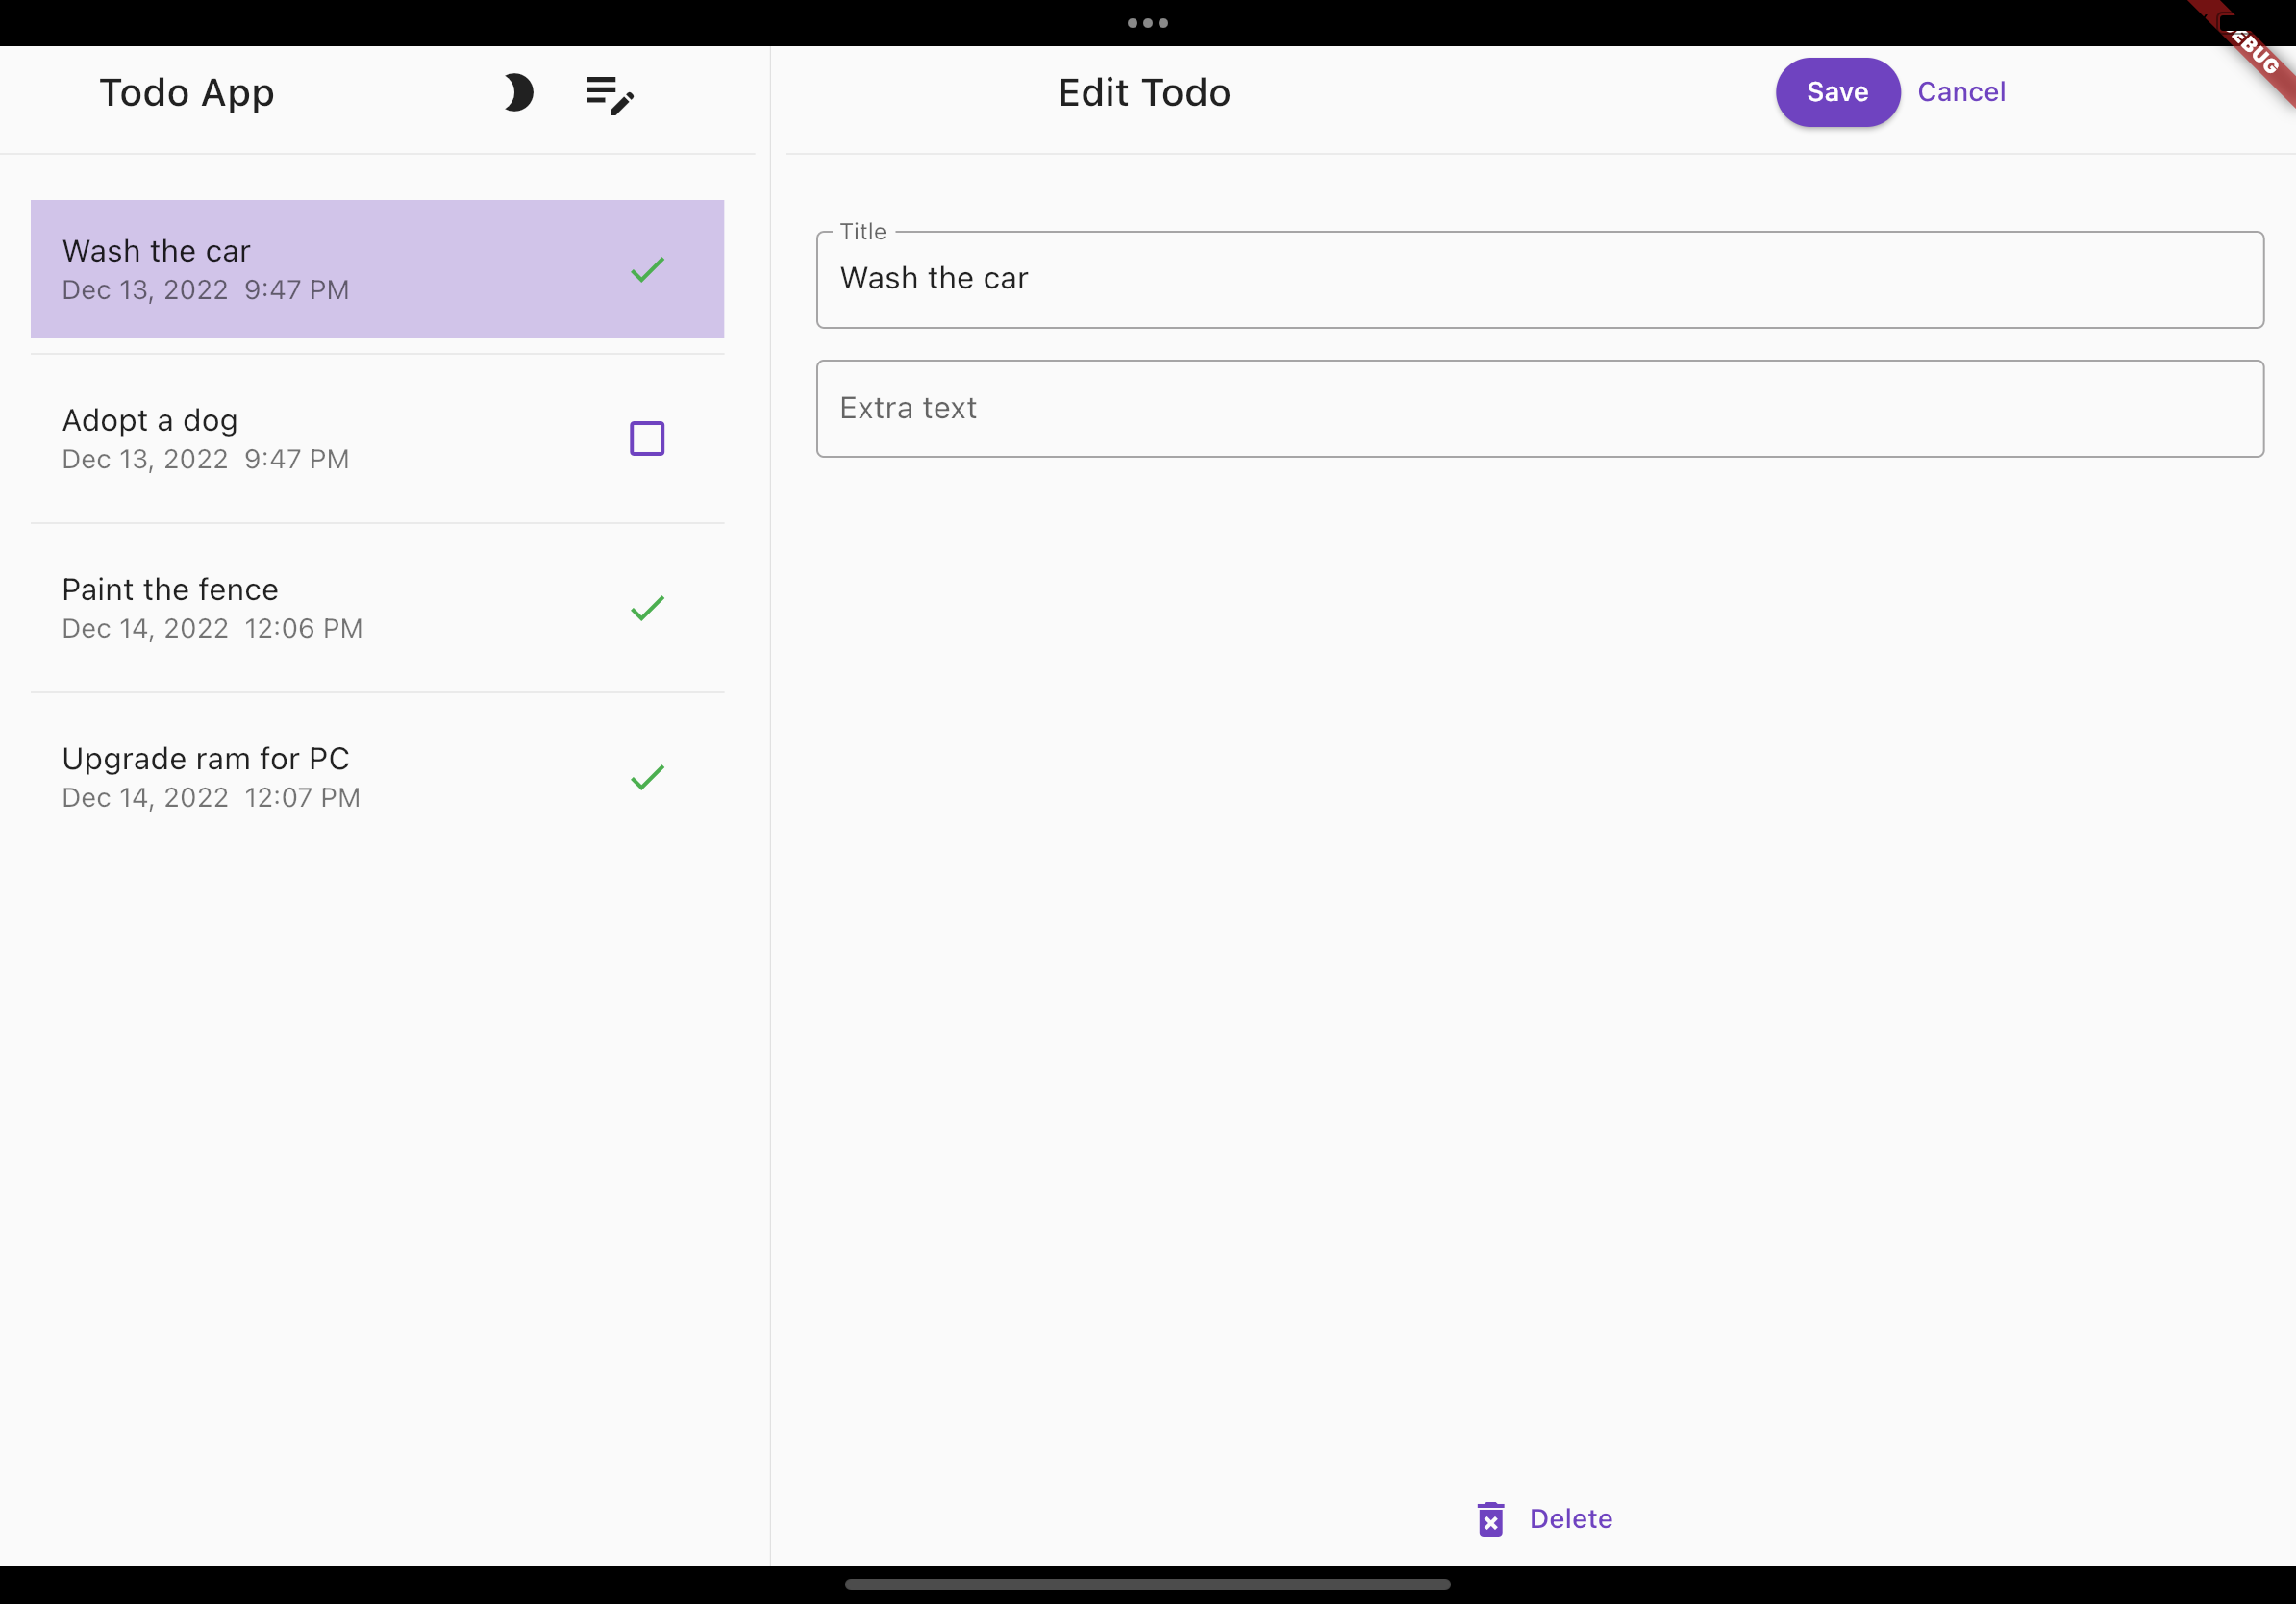 Todo App
Wash the car
Dec 13, 2022 9:47 PM
Adopt a dog
Dec 13, 2022 9:47 PM
Paint the fence
Dec 14, 2022 12:06 PM
Upgrade ram for PC
Dec 14, 2022 12:07 PM
Edit Todo
Save
Cancel
Title
Wash the car
Extra text
Delete